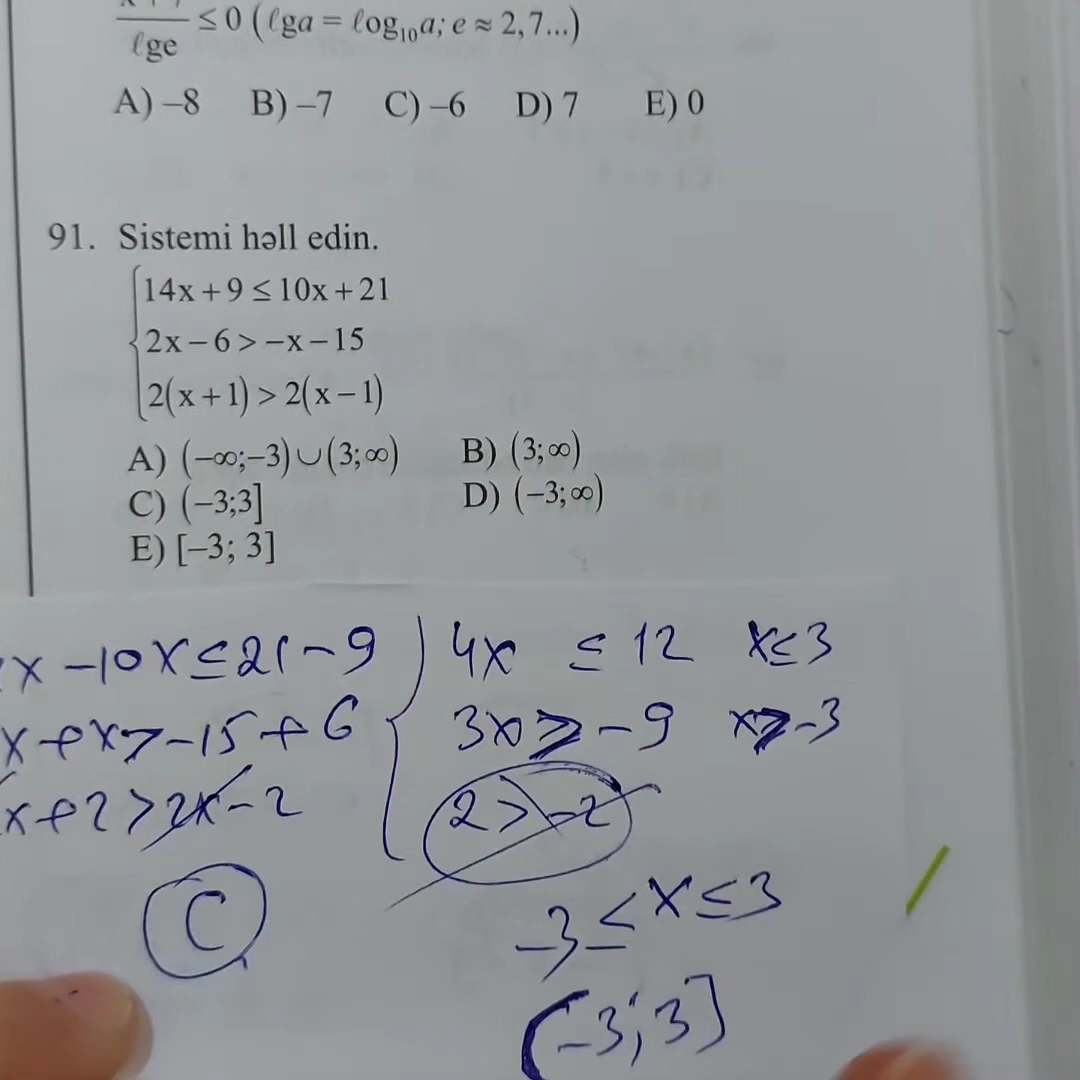 ℓge ≤ 0 (ℓga = ℓog₁₀a; e ≈ 2,7...)
A) –8 B) –7 C) –6 D) 7 E) 0
91. Sistemi həll edin.
14x + 9 ≤ 10x + 21
2x – 6 > –x – 15
2(x + 1) > 2(x – 1)
A) (–∞;–3)∪(3;∞) B) (3;∞)
C) (–3;3] D) (–3;∞)
E) [–3; 3]
x – 10x ≤ 21 – 9 4x ≤ 12 x ≤ 3
x + x > –15 + 6 3x > –9 x > –3
x + 2 > 2x – 2 2 > –2
C –3 ≤ x ≤ 3
(–3; 3]